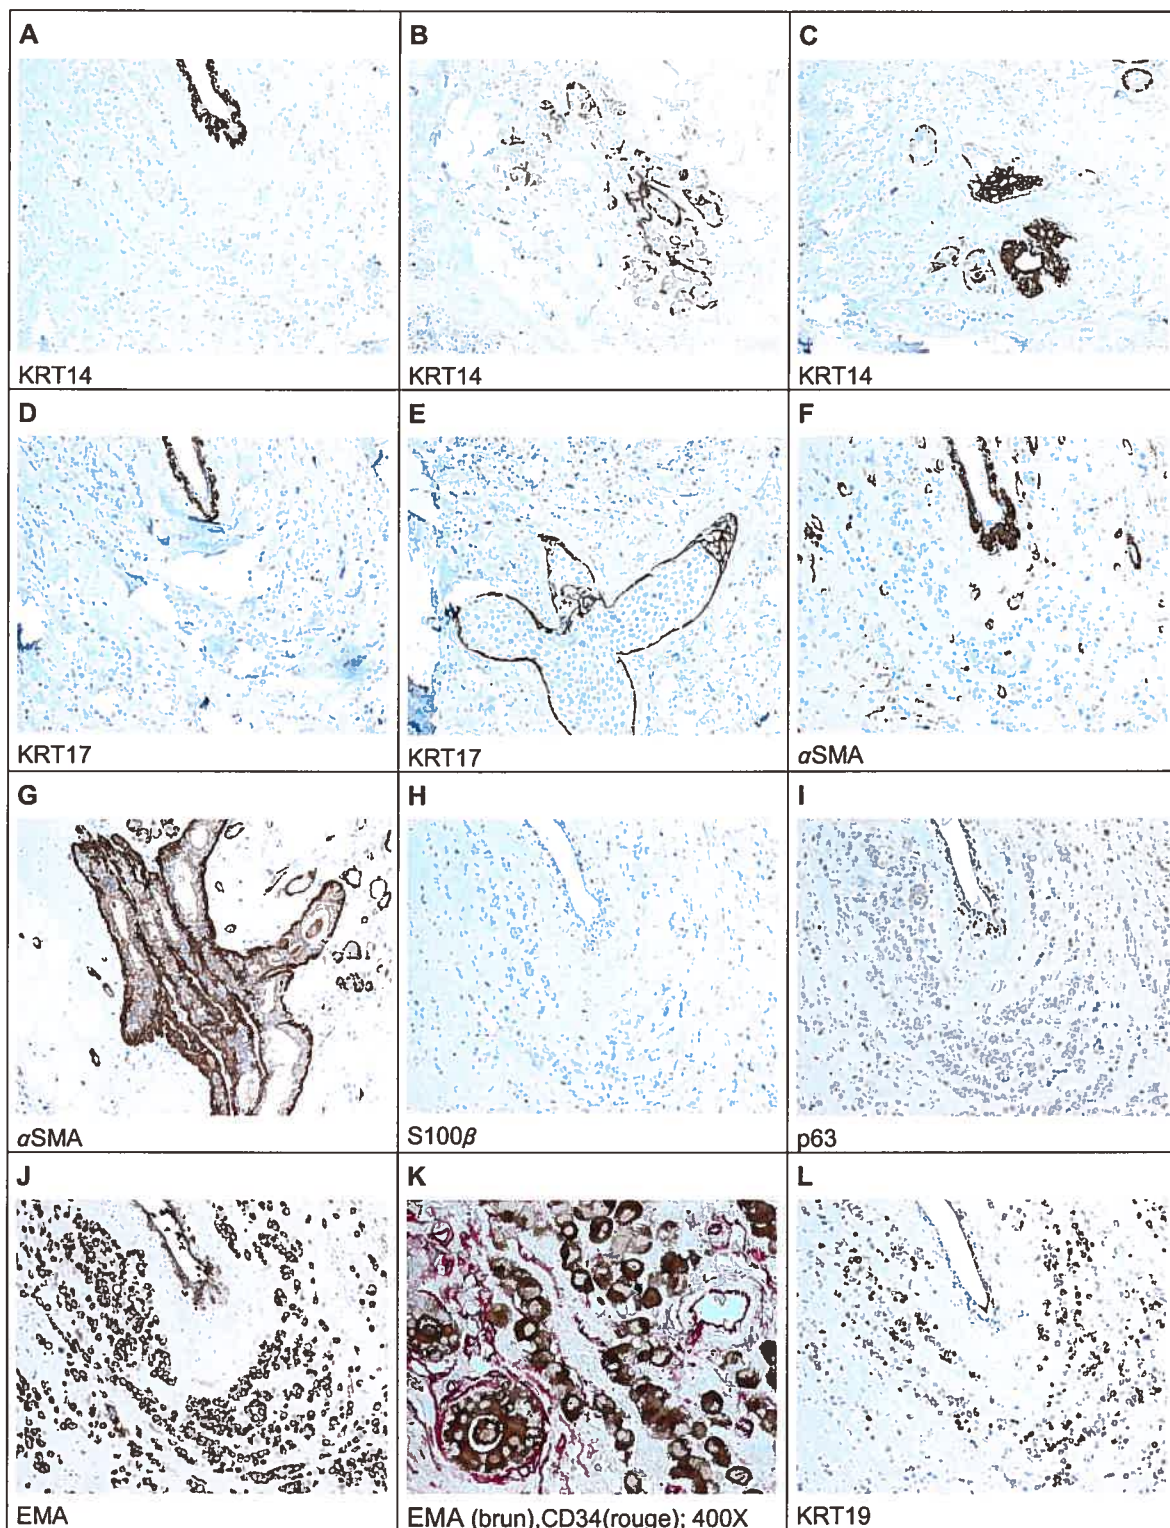 A
B
C
KRT14
KRT14
KRT14
D
E
F
KRT17
KRT17
αSMA
G
H
I
αSMA
S100β
p63
J
K
L
EMA
EMA (brun),CD34(rouge); 400X
KRT19